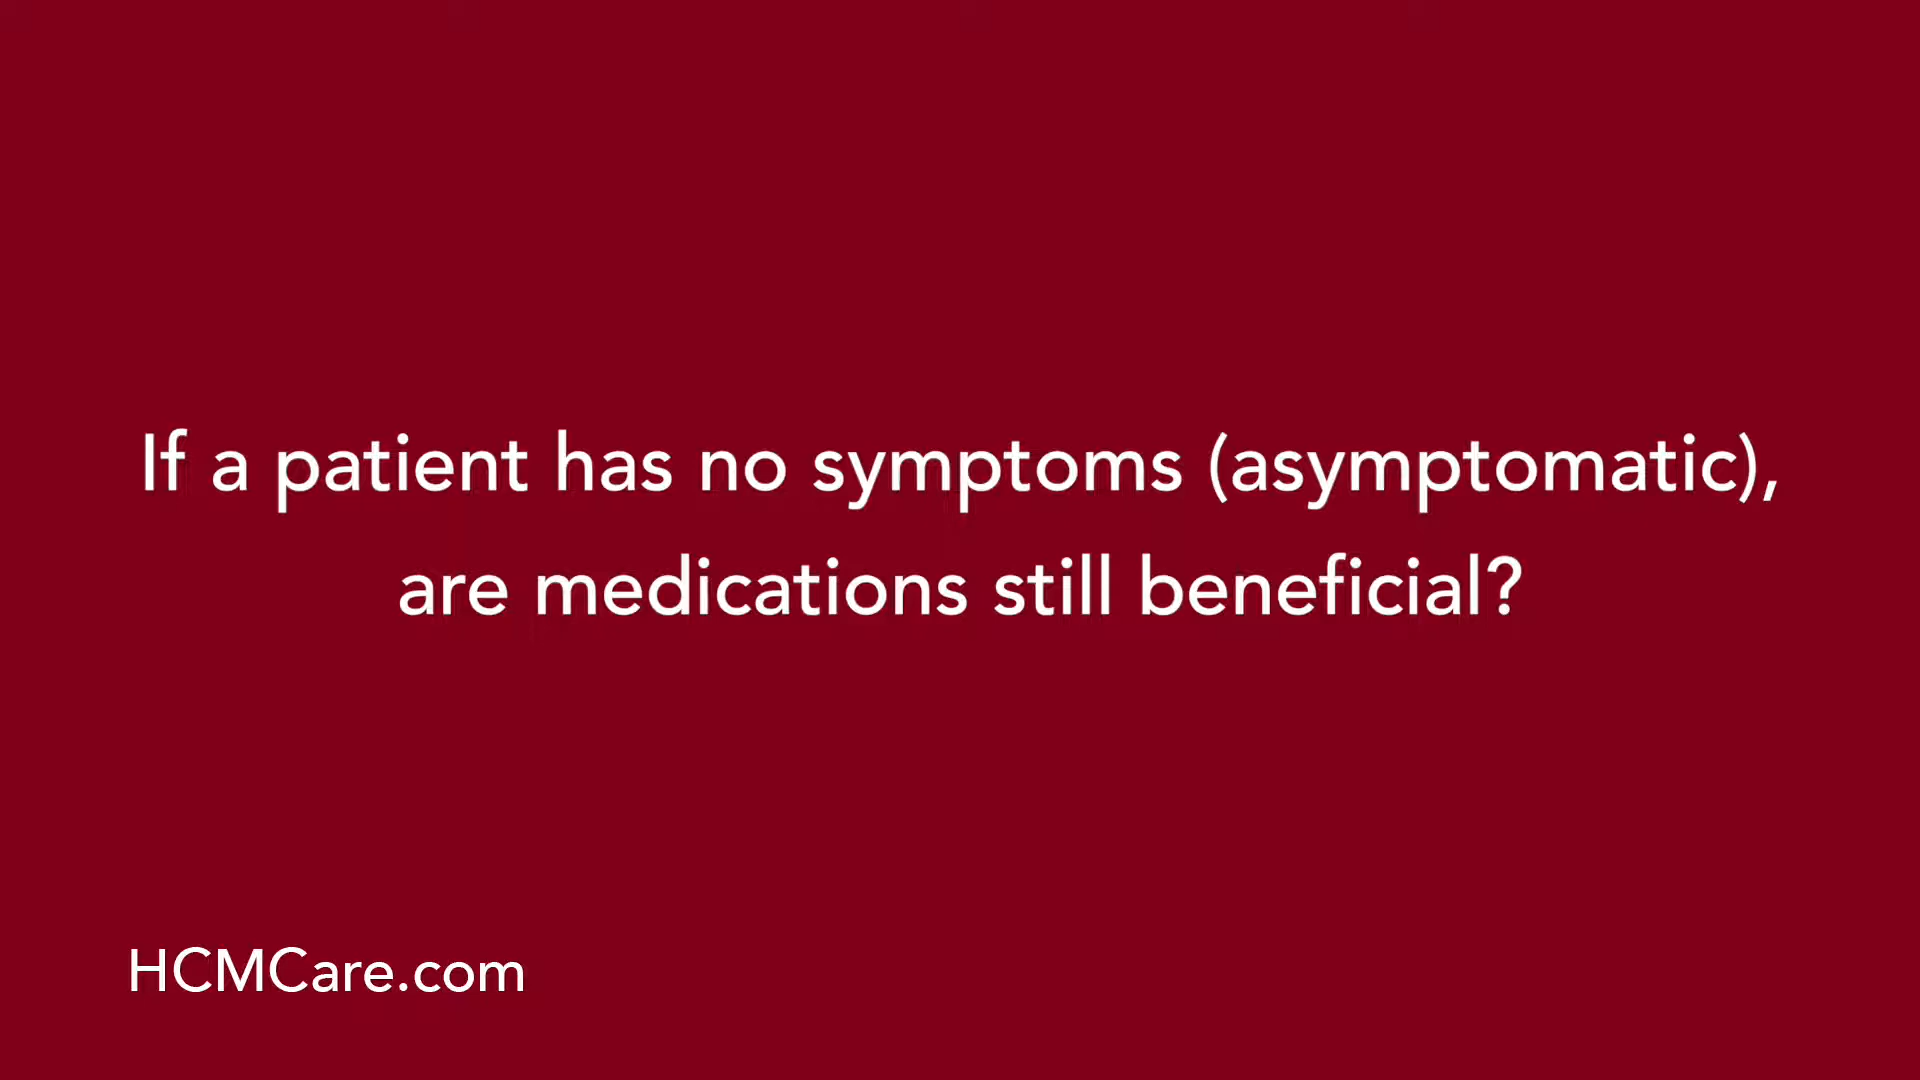 If a patient has no symptoms (asymptomatic),
are medications still beneficial?
HCMCare.com